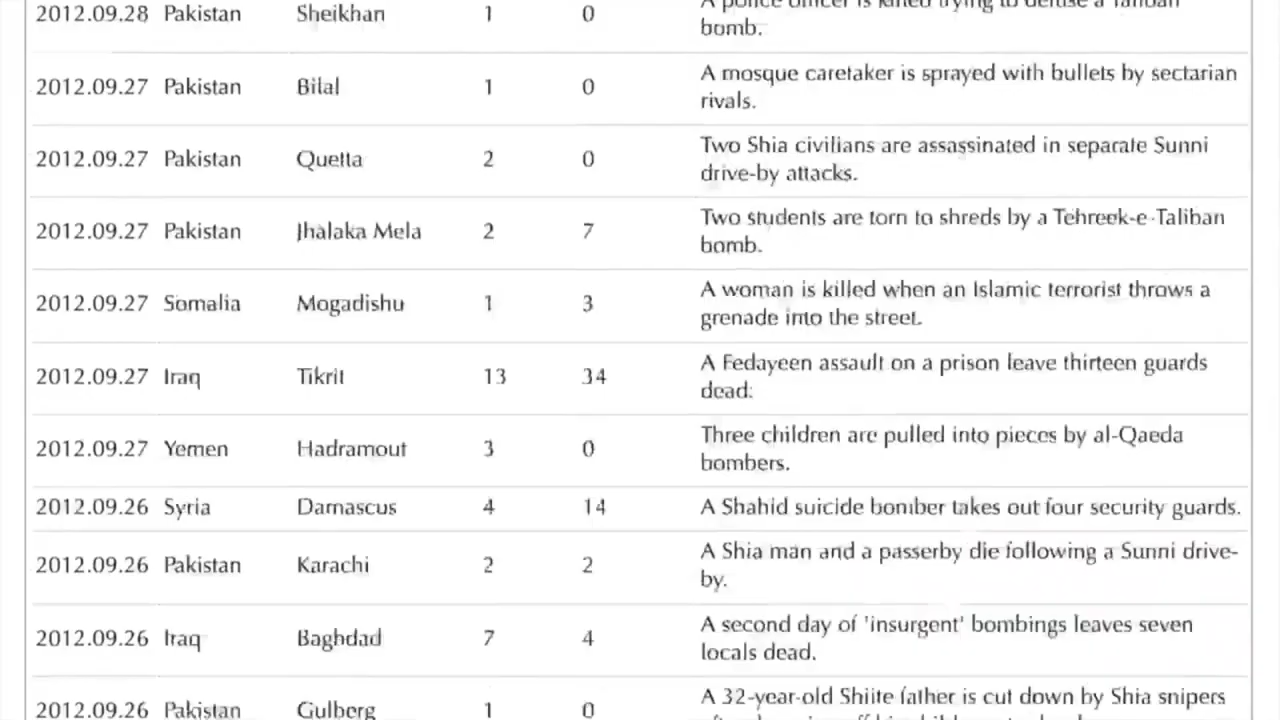 2012.09.28 Pakistan Sheikhan 1 0 A police officer is killed trying to defuse a Taliban
bomb.
2012.09.27 Pakistan Bilal 1 0 A mosque caretaker is sprayed with bullets by sectarian
rivals.
2012.09.27 Pakistan Quetta 2 0 Two Shia civilians are assassinated in separate Sunni
drive-by attacks.
2012.09.27 Pakistan Jhalaka Mela 2 7 Two students are torn to shreds by a Tehreek-e-Taliban
bomb.
2012.09.27 Somalia Mogadishu 1 3 A woman is killed when an Islamic terrorist throws a
grenade into the street.
2012.09.27 Iraq Tikrit 13 34 A Fedayeen assault on a prison leave thirteen guards
dead.
2012.09.27 Yemen Hadramout 3 0 Three children are pulled into pieces by al-Qaeda
bombers.
2012.09.26 Syria Damascus 4 14 A Shahid suicide bomber takes out four security guards.
2012.09.26 Pakistan Karachi 2 2 A Shia man and a passerby die following a Sunni drive-
by.
2012.09.26 Iraq Baghdad 7 4 A second day of 'insurgent' bombings leaves seven
locals dead.
2012.09.26 Pakistan Gulberg 1 0 A 32-year-old Shiite father is cut down by Shia snipers